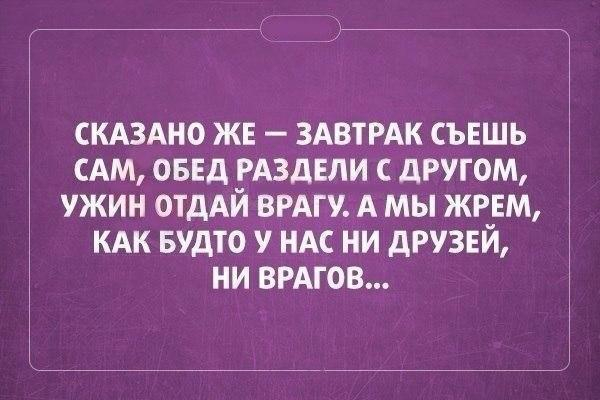 СКАЗАНО ЖЕ — ЗАВТРАК СЪЕШЬ
САМ, ОБЕД РАЗДЕЛИ С ДРУГОМ,
УЖИН ОТДАЙ ВРАГУ. А МЫ ЖРЕМ,
КАК БУДТО У НАС НИ ДРУЗЕЙ,
НИ ВРАГОВ...